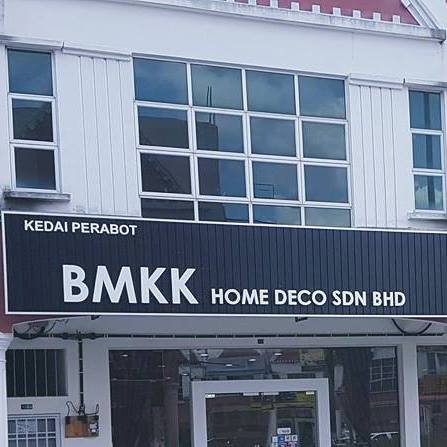 KEDAI PERABOT
BMKK HOME DECO SDN BHD